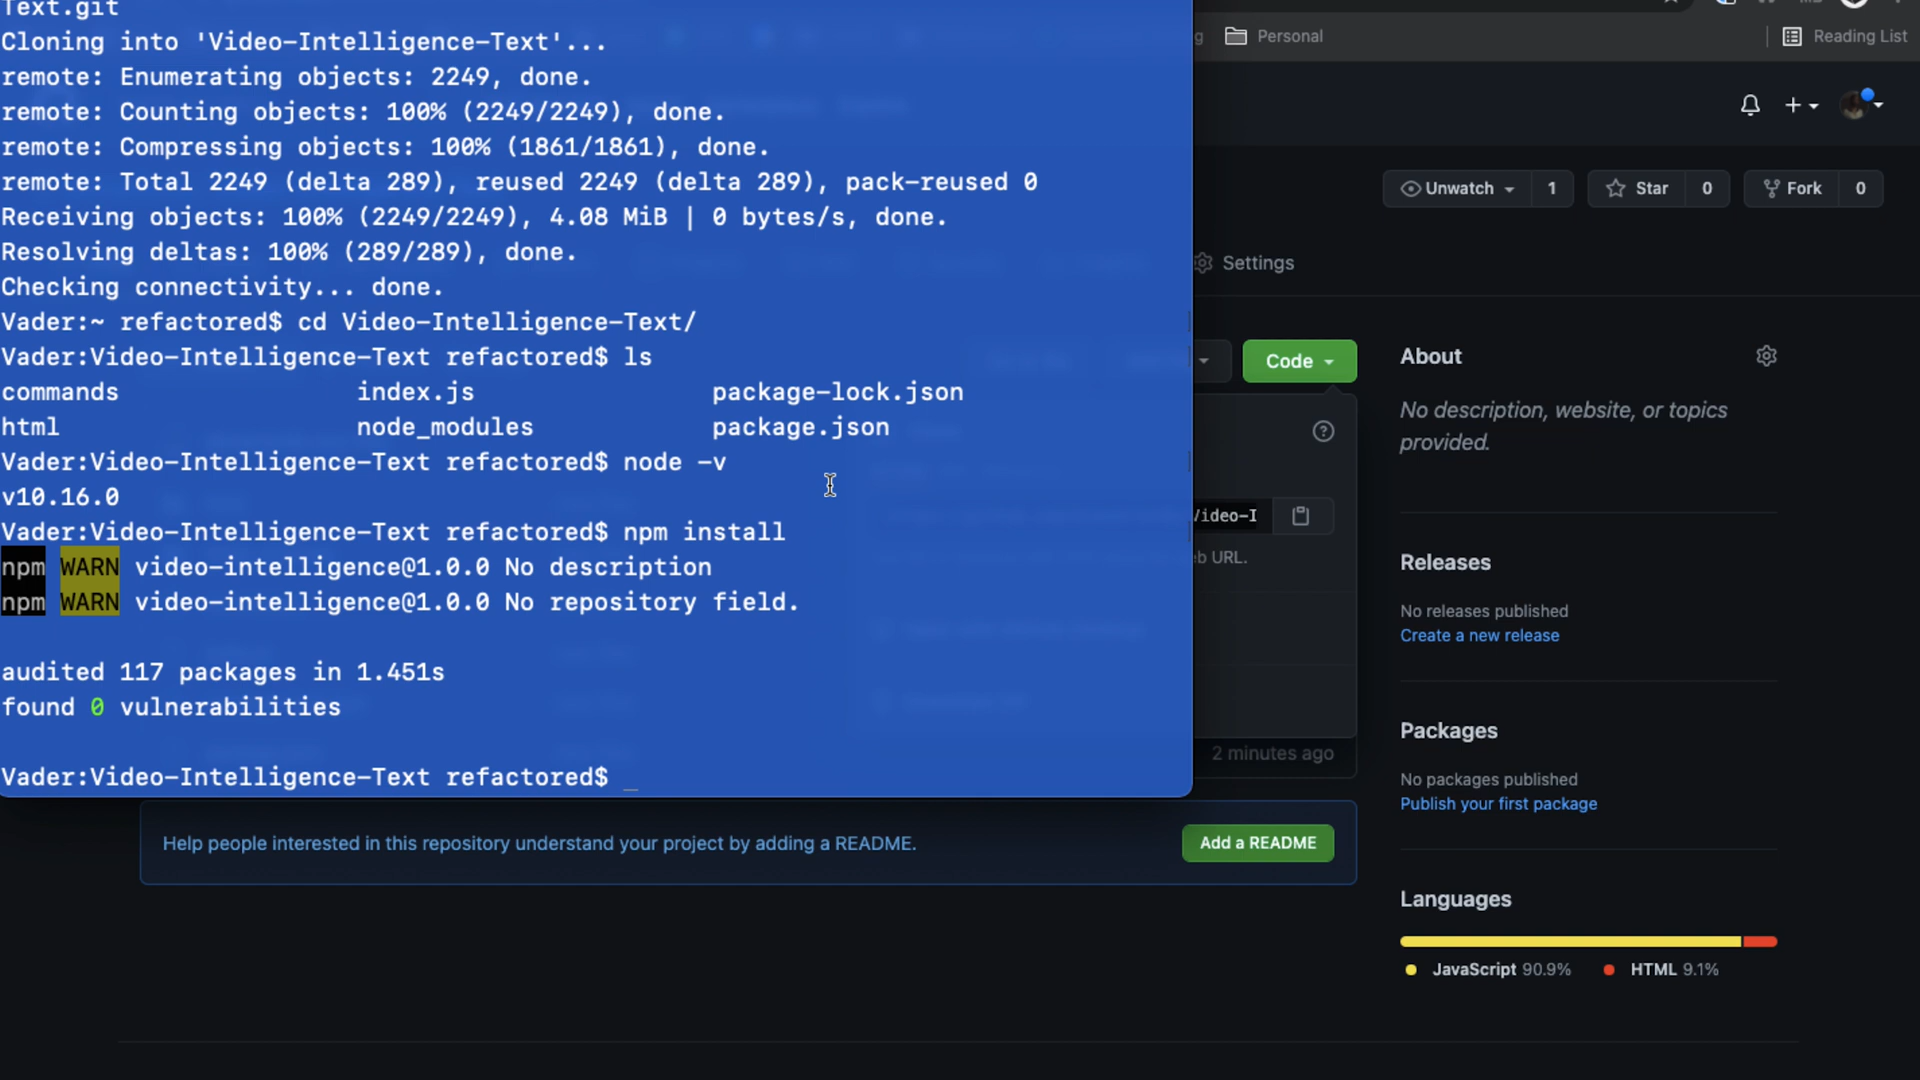 Text.git
Cloning into 'Video-Intelligence-Text'...
remote: Enumerating objects: 2249, done.
remote: Counting objects: 100% (2249/2249), done.
remote: Compressing objects: 100% (1861/1861), done.
remote: Total 2249 (delta 289), reused 2249 (delta 289), pack-reused 0
Receiving objects: 100% (2249/2249), 4.08 MiB | 0 bytes/s, done.
Resolving deltas: 100% (289/289), done.
Checking connectivity... done.
Vader:~ refactored$ cd Video-Intelligence-Text/
Vader:Video-Intelligence-Text refactored$ ls
commands index.js package-lock.json
html node_modules package.json
Vader:Video-Intelligence-Text refactored$ node -v
v10.16.0
Vader:Video-Intelligence-Text refactored$ npm install
npm WARN video-intelligence@1.0.0 No description
npm WARN video-intelligence@1.0.0 No repository field.
audited 117 packages in 1.451s
found 0 vulnerabilities
Vader:Video-Intelligence-Text refactored$ _
g Personal Reading List
Unwatch 1 Star 0 Fork 0
Settings
Code
/ideo-I
b URL.
2 minutes ago
Help people interested in this repository understand your project by adding a README. Add a README
About
No description, website, or topics
provided.
Releases
No releases published
Create a new release
Packages
No packages published
Publish your first package
Languages
JavaScript 90.9% HTML 9.1%